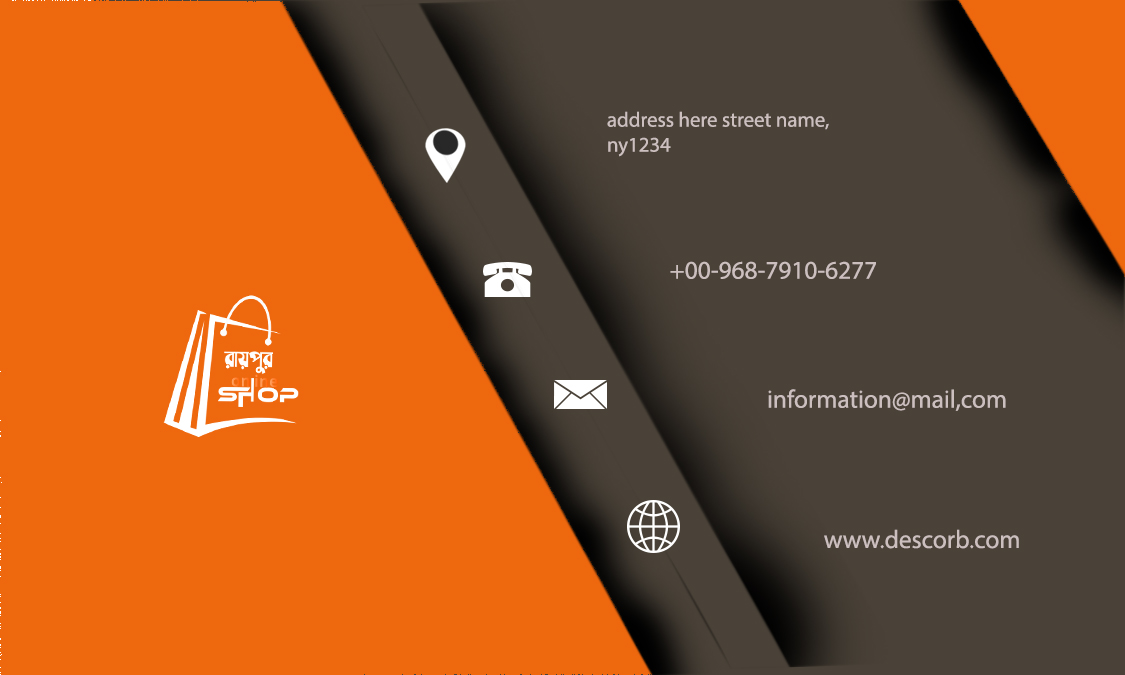 রায়পুর
online
SHOP
address here street name,
ny1234
+00-968-7910-6277
information@mail,com
www.descorb.com